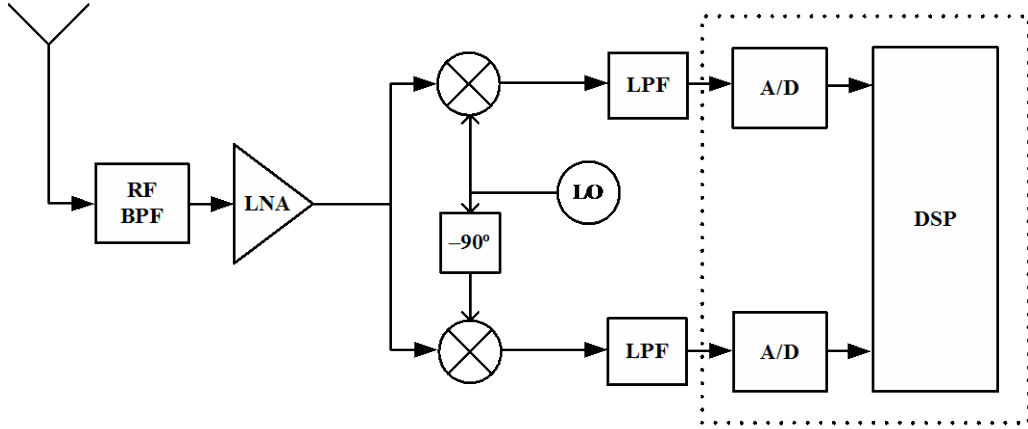 LPF
A/D
RF
BPF
LNA
LO
–90º
DSP
LPF
A/D